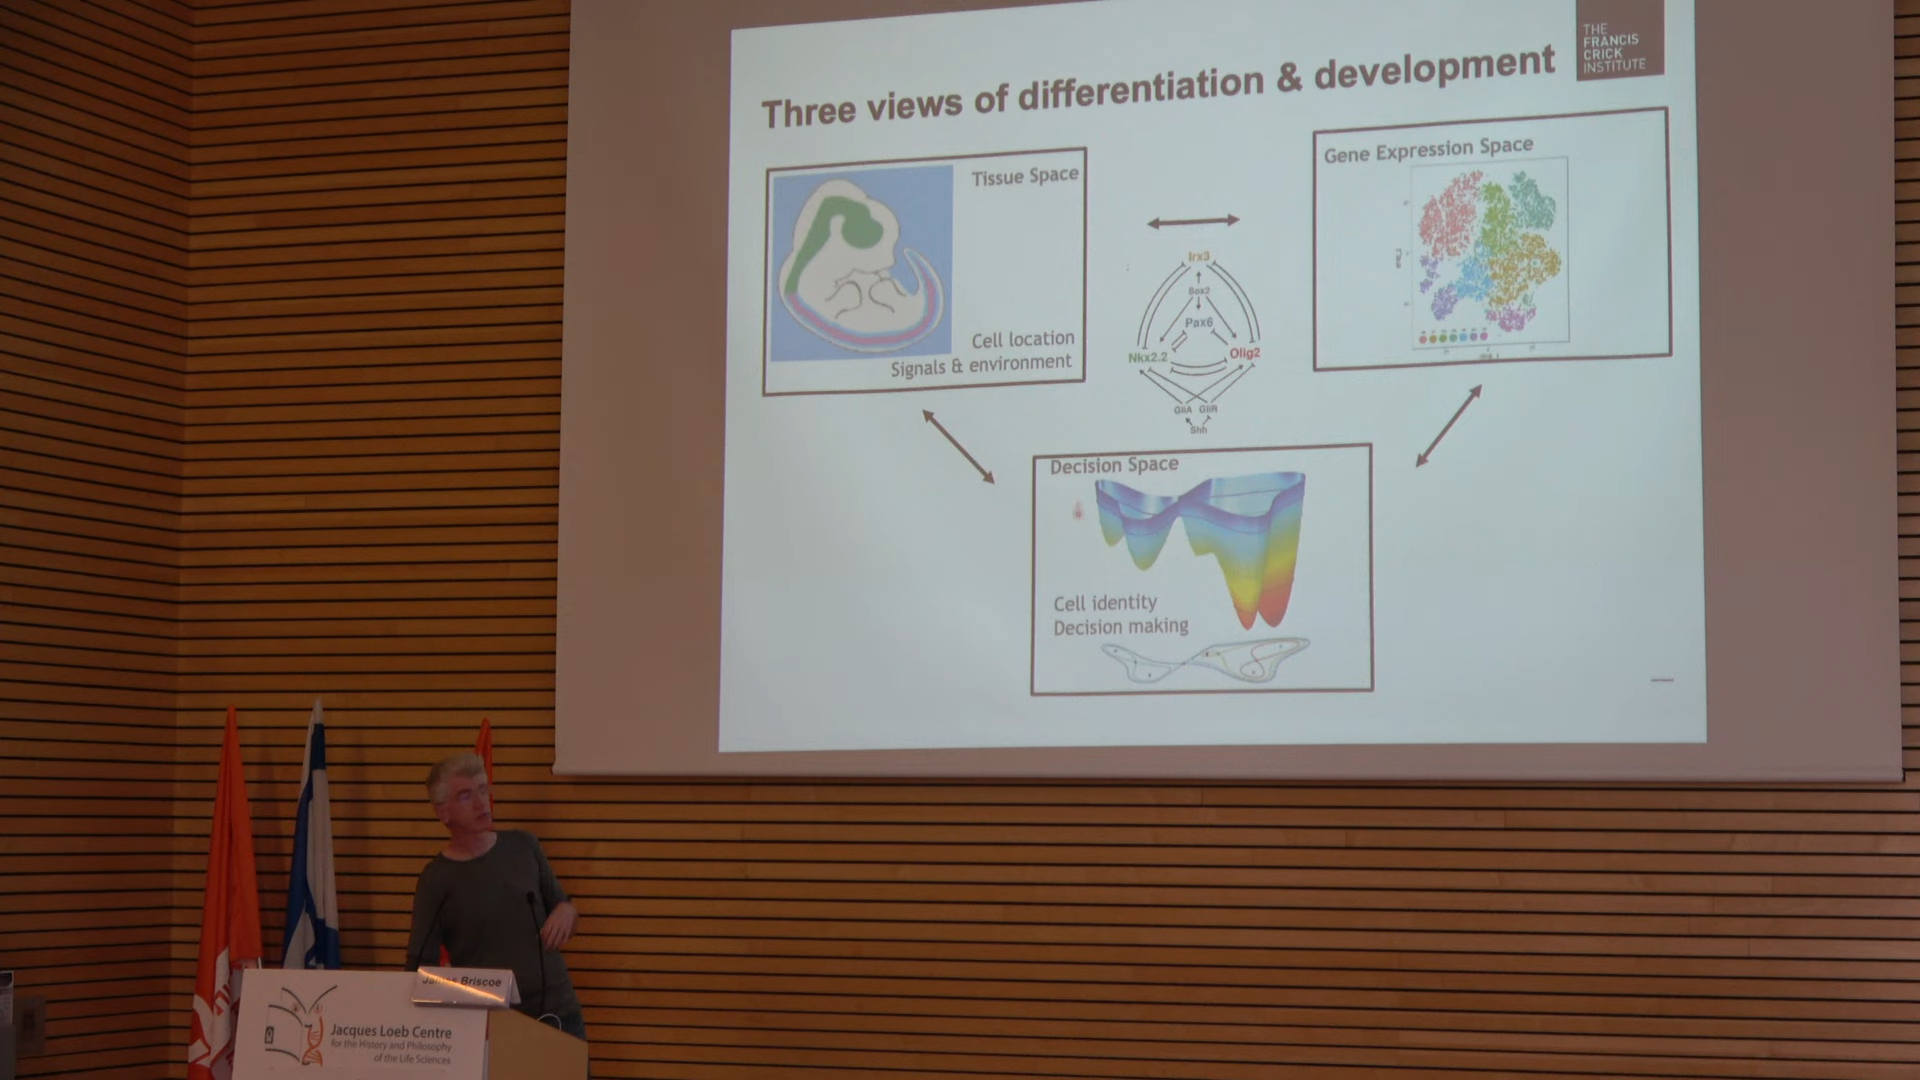 THE
FRANCIS
CRICK
INSTITUTE
Three views of differentiation & development
Tissue Space
Cell location
Signals & environment
Irx3
Sox2
Pax6
Nkx2.2
Olig2
GliA GliR
Shh
Gene Expression Space
Decision Space
Cell identity
Decision making
James Briscoe
Jacques Loeb Centre
for the History and Philosophy
of the Life Sciences